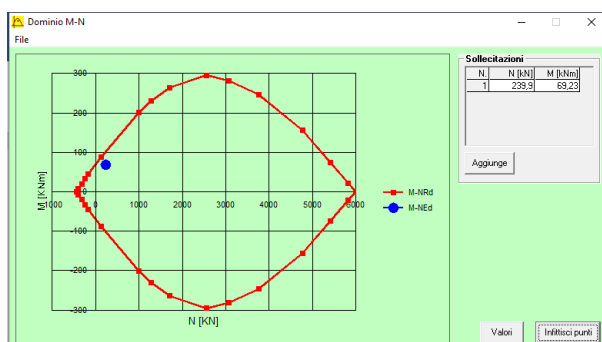 Dominio M-N
File
Sollecitazioni
N. N [kN] M [kNm]
1 239,9 69,23
Aggiunge
300
200
100
-1000 0 1000 2000 3000 4000 5000 6000
-100
-200
-300
M [KNm]
N [KN]
M-NRd
M-NEd
Valori
Infittisci punti